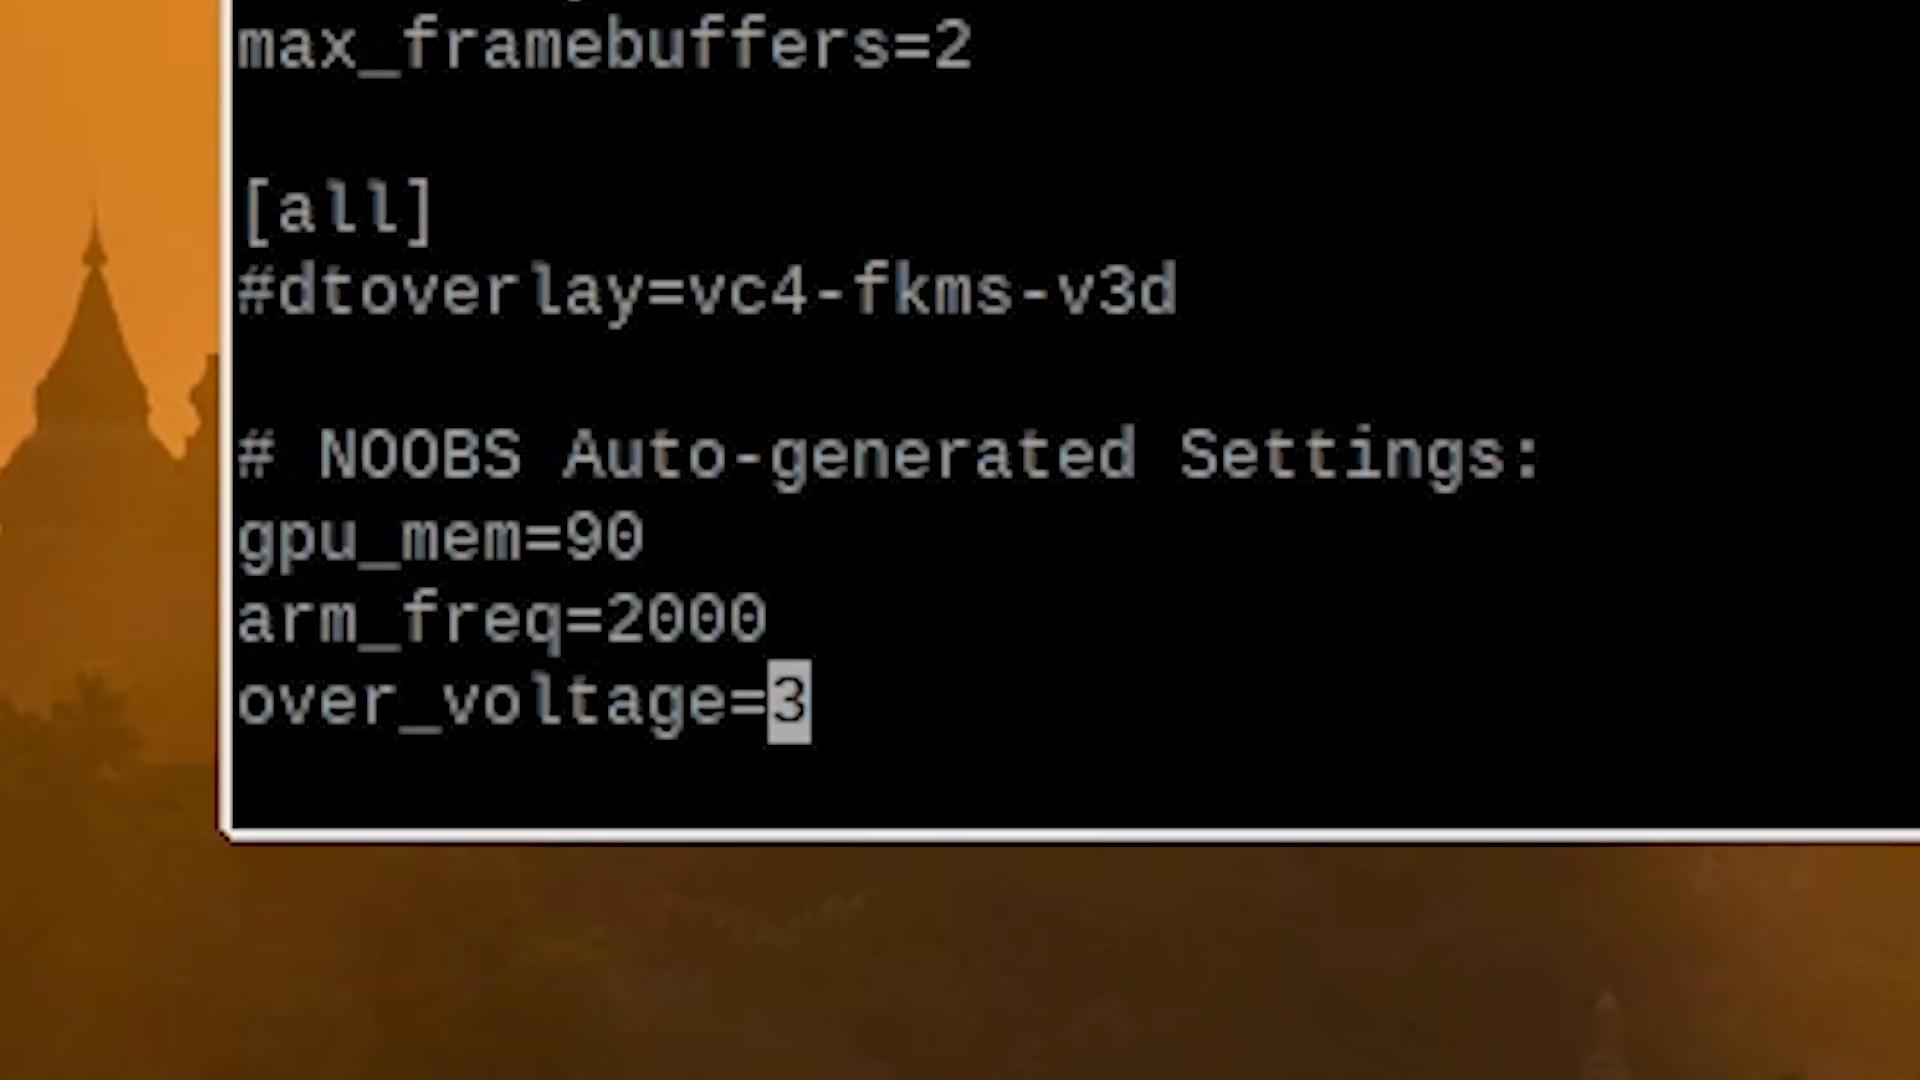 max_framebuffers=2
[all]
#dtoverlay=vc4-fkms-v3d
# NOOBS Auto-generated Settings:
gpu_mem=90
arm_freq=2000
over_voltage=3